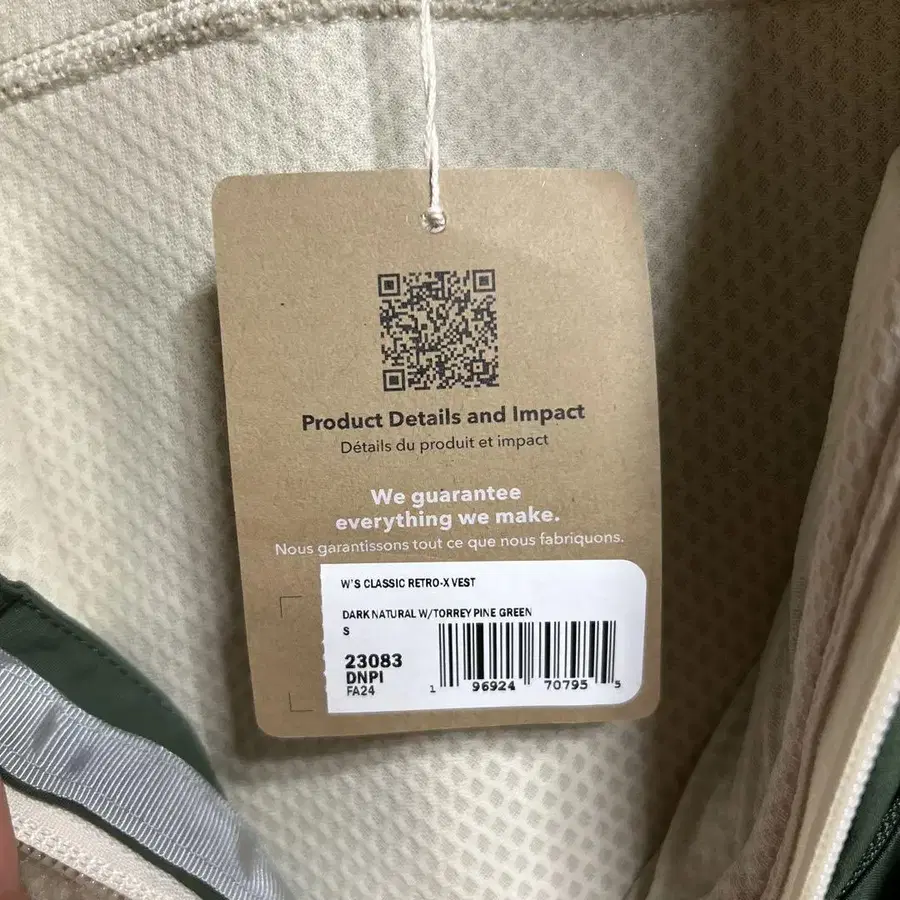 Product Details and Impact
Détails du produit et impact
We guarantee
everything we make.
Nous garantissons tout ce que nous fabriquons.
W'S CLASSIC RETRO-X VEST
DARK NATURAL W/TORREY PINE GREEN
S
23083
DNPI
FA24
1 96924 70795 5